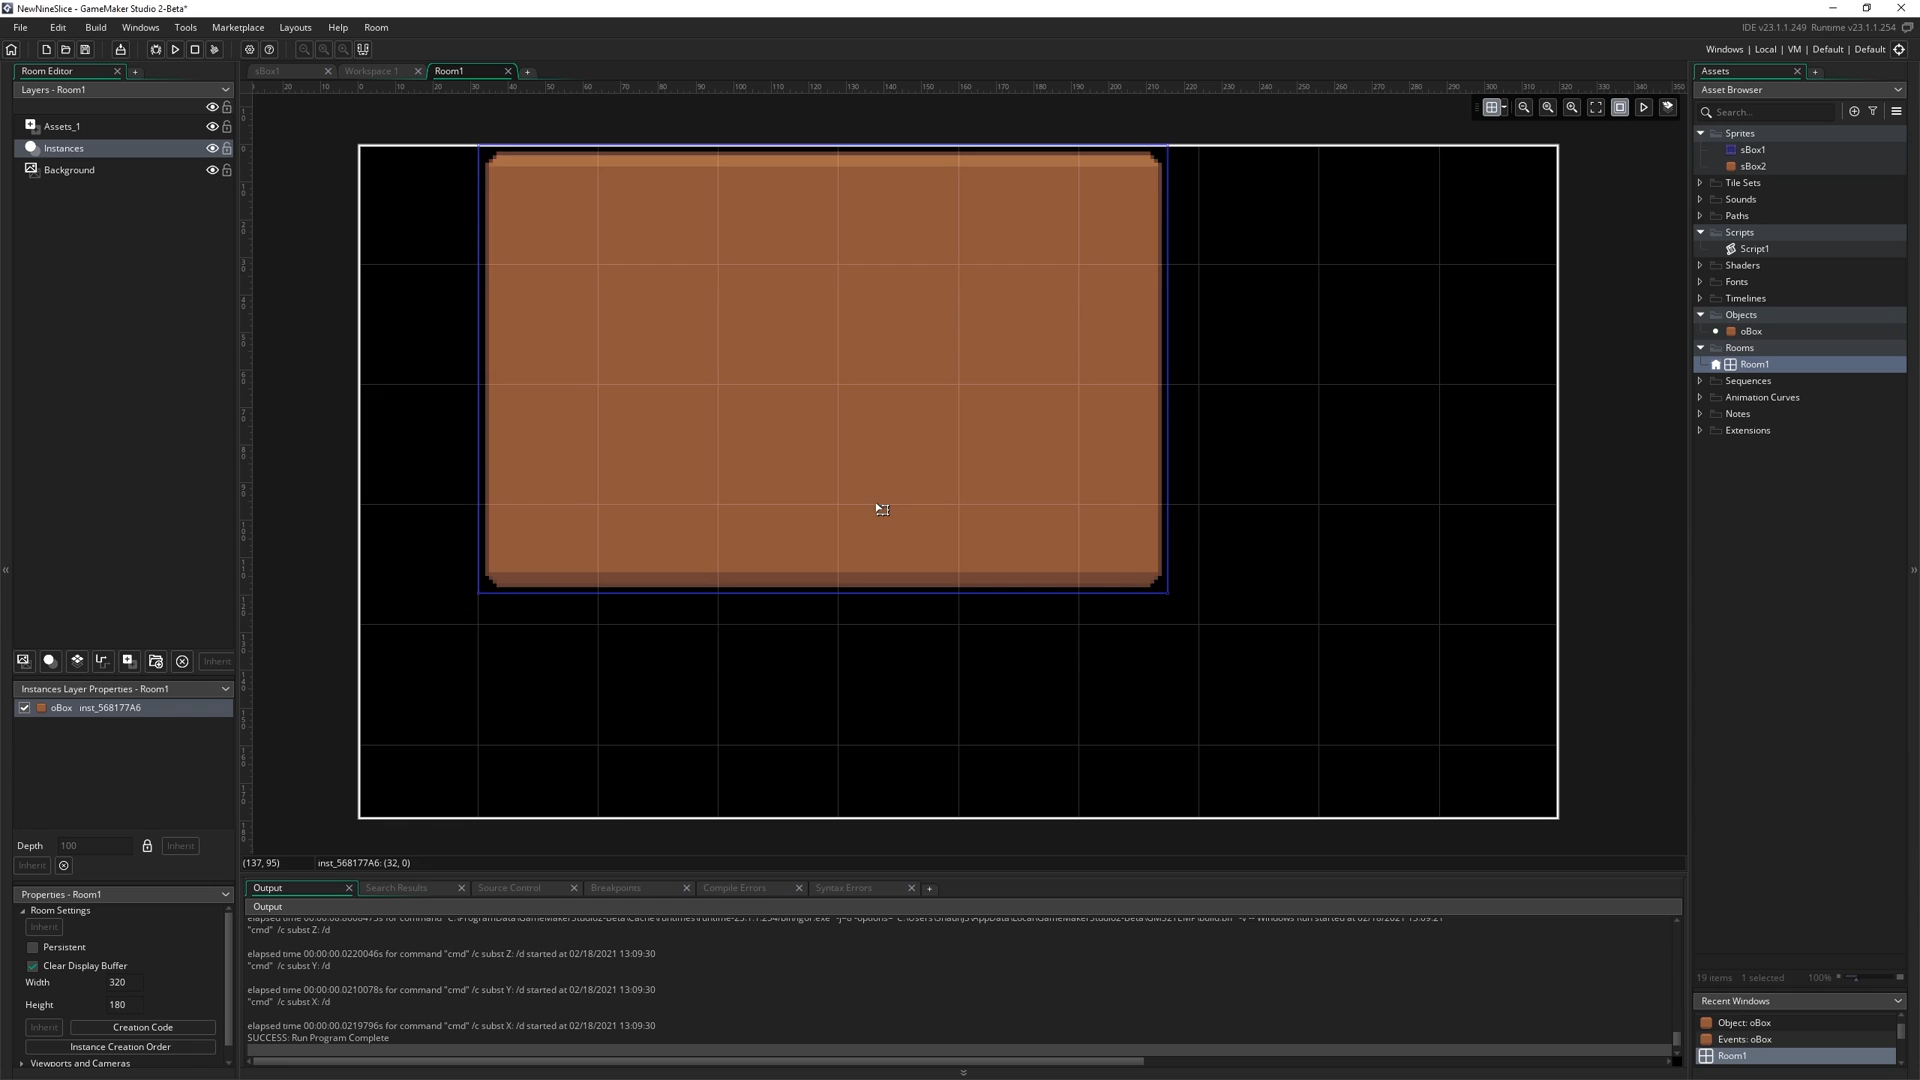 NewNineSlice - GameMaker Studio 2-Beta*
File Edit Build Windows Tools Marketplace Layouts Help Room
IDE v23.1.1.249 Runtime v23.1.1.254
Windows | Local | VM | Default | Default
Room Editor
sBox1 Workspace 1 Room1
Assets
Layers - Room1
Asset Browser
Search...
Assets_1
Instances
Background
Sprites
sBox1
sBox2
Tile Sets
Sounds
Paths
Scripts
Script1
Shaders
Fonts
Timelines
Objects
oBox
Rooms
Room1
Sequences
Animation Curves
Notes
Extensions
Inherit
Instances Layer Properties - Room1
oBox inst_568177A6
Depth 100 Inherit
Inherit
(137, 95) inst_568177A6: (32, 0)
Properties - Room1
Room Settings
Inherit
Persistent
Clear Display Buffer
Width 320
Height 180
Inherit Creation Code
Instance Creation Order
Viewports and Cameras
Output Search Results Source Control Breakpoints Compile Errors Syntax Errors
Output
"cmd" /c subst Z: /d
elapsed time 00:00:00.0220046s for command "cmd" /c subst Z: /d started at 02/18/2021 13:09:30
"cmd" /c subst Y: /d
elapsed time 00:00:00.0210078s for command "cmd" /c subst Y: /d started at 02/18/2021 13:09:30
"cmd" /c subst X: /d
elapsed time 00:00:00.0219796s for command "cmd" /c subst X: /d started at 02/18/2021 13:09:30
SUCCESS: Run Program Complete
19 items 1 selected 100%
Recent Windows
Object: oBox
Events: oBox
Room1